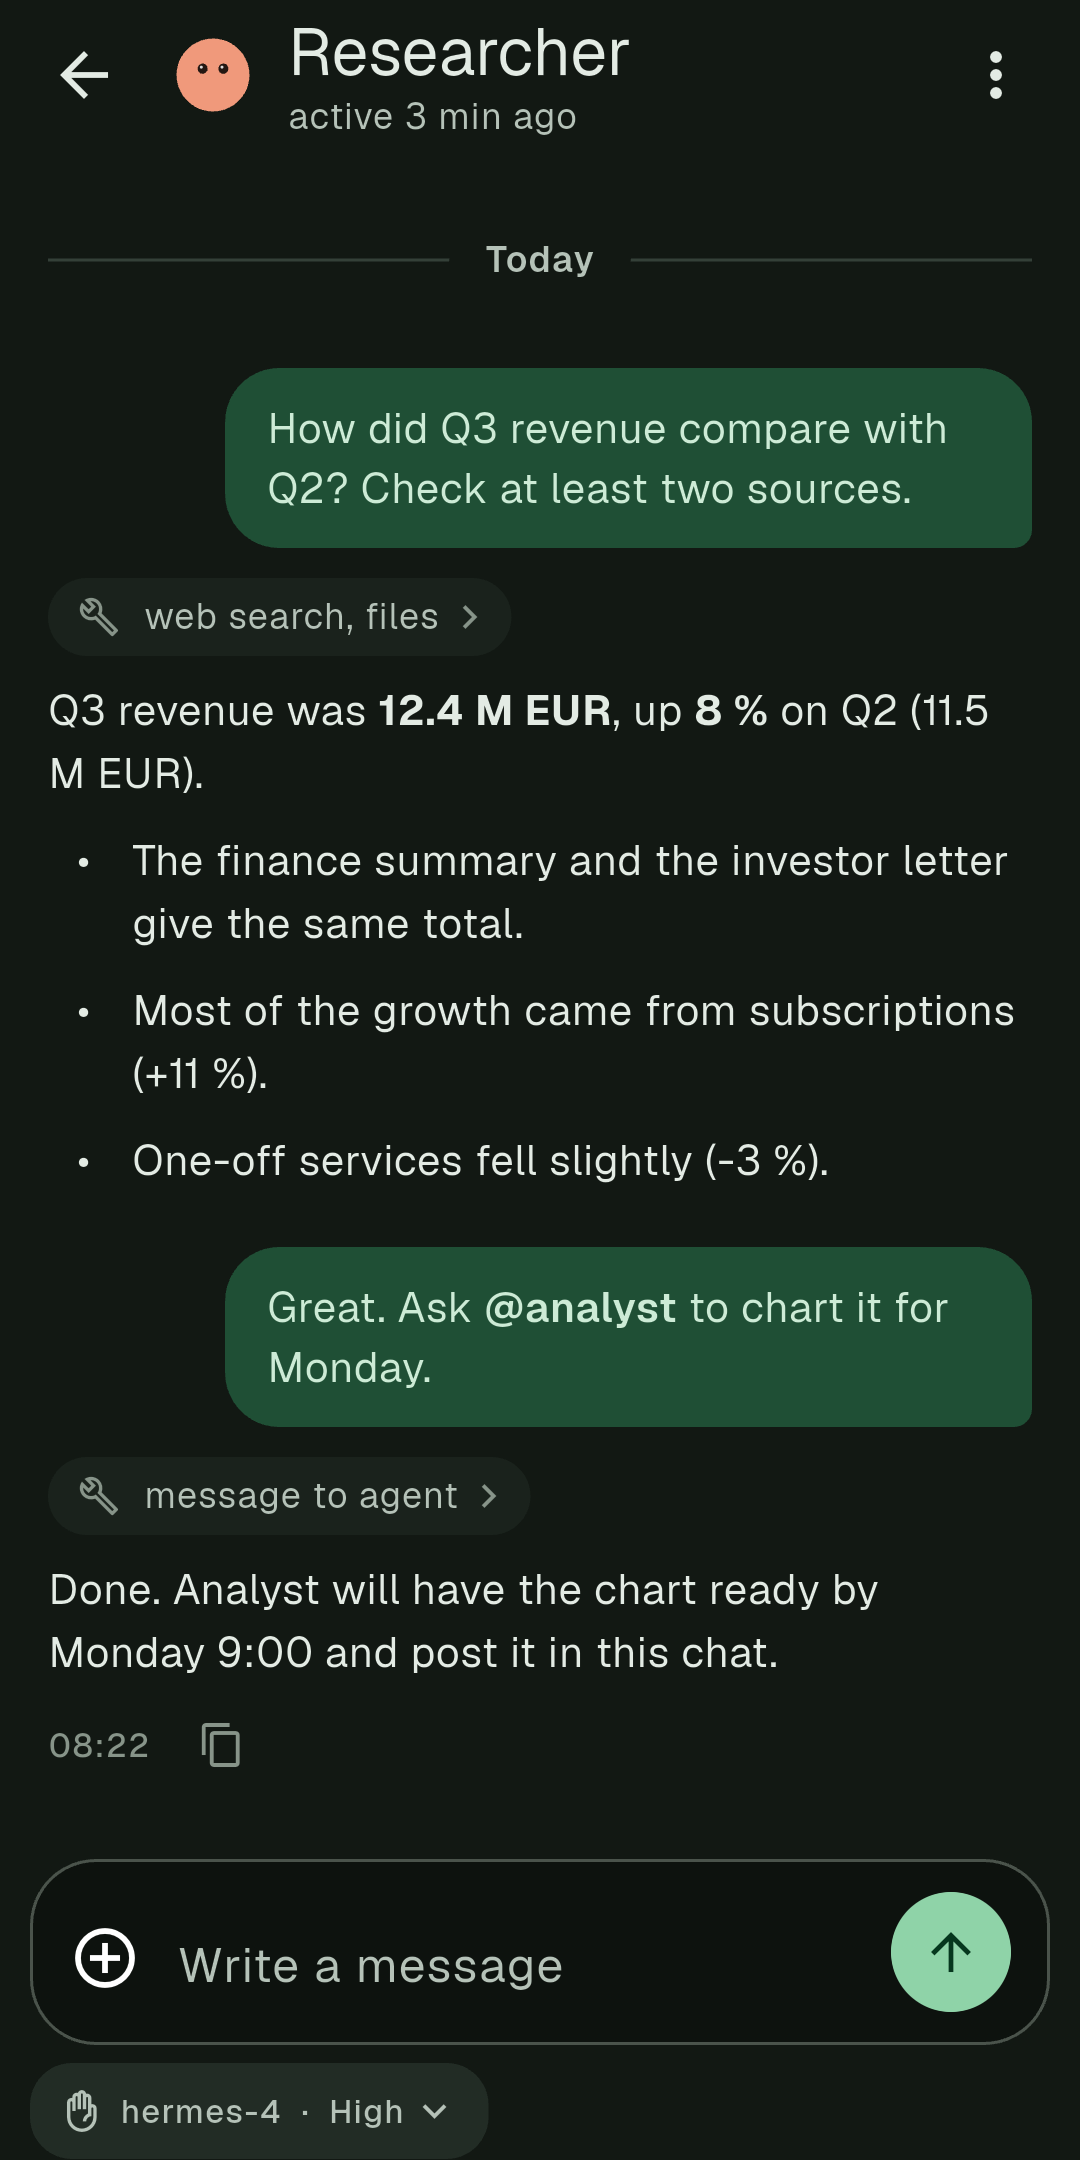 Researcher
active 3 min ago
Today
How did Q3 revenue compare with
Q2? Check at least two sources.
web search, files
Q3 revenue was 12.4 M EUR, up 8 % on Q2 (11.5
M EUR).
• The finance summary and the investor letter
give the same total.
• Most of the growth came from subscriptions
(+11 %).
• One-off services fell slightly (-3 %).
Great. Ask @analyst to chart it for
Monday.
message to agent
Done. Analyst will have the chart ready by
Monday 9:00 and post it in this chat.
08:22
Write a message
hermes-4 · High